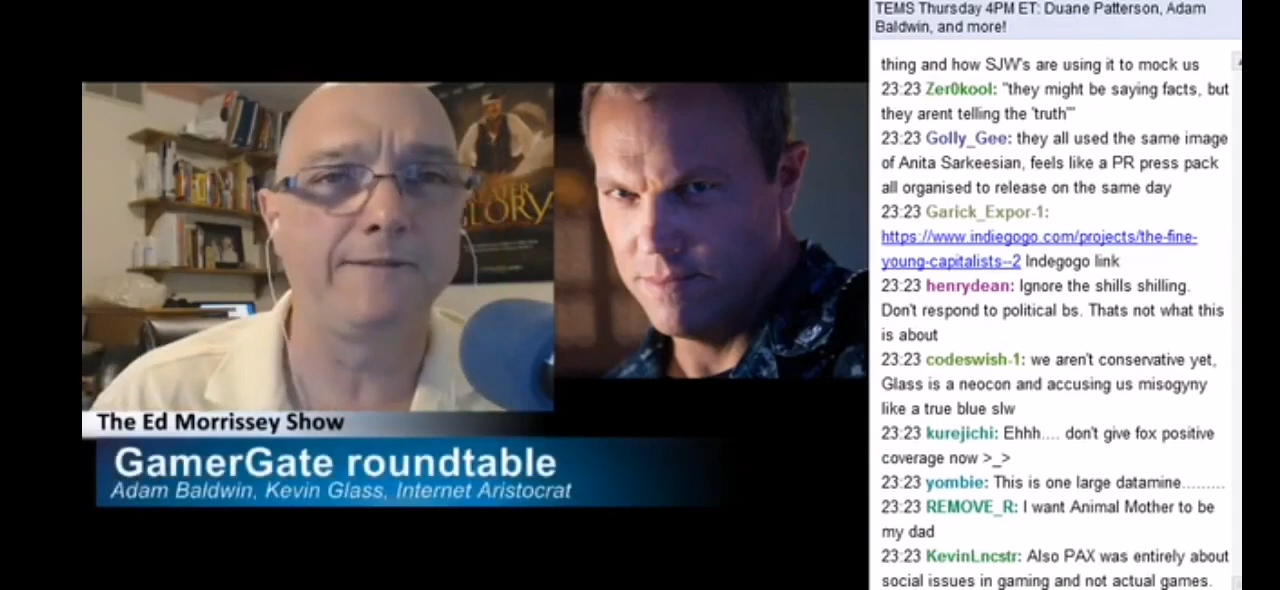 TEMS Thursday 4PM ET: Duane Patterson, Adam
Baldwin, and more!
thing and how SJW's are using it to mock us
23:23 Zer0kool: "they might be saying facts, but
they arent telling the 'truth'"
23:23 Golly_Gee: they all used the same image
of Anita Sarkeesian, feels like a PR press pack
all organised to release on the same day
23:23 Garick_Expor-1:
https://www.indiegogo.com/projects/the-fine-
young-capitalists--2 Indegogo link
23:23 henrydean: Ignore the shills shilling.
Don't respond to political bs. Thats not what this
is about
23:23 codeswish-1: we aren't conservative yet,
Glass is a neocon and accusing us misogyny
like a true blue slw
23:23 kurejichi: Ehhh.... don't give fox positive
coverage now >_>
23:23 yombie: This is one large datamine.........
23:23 REMOVE_R: I want Animal Mother to be
my dad
23:23 KevinLncstr: Also PAX was entirely about
social issues in gaming and not actual games.
GLORY
The Ed Morrissey Show
GamerGate roundtable
Adam Baldwin, Kevin Glass, Internet Aristocrat